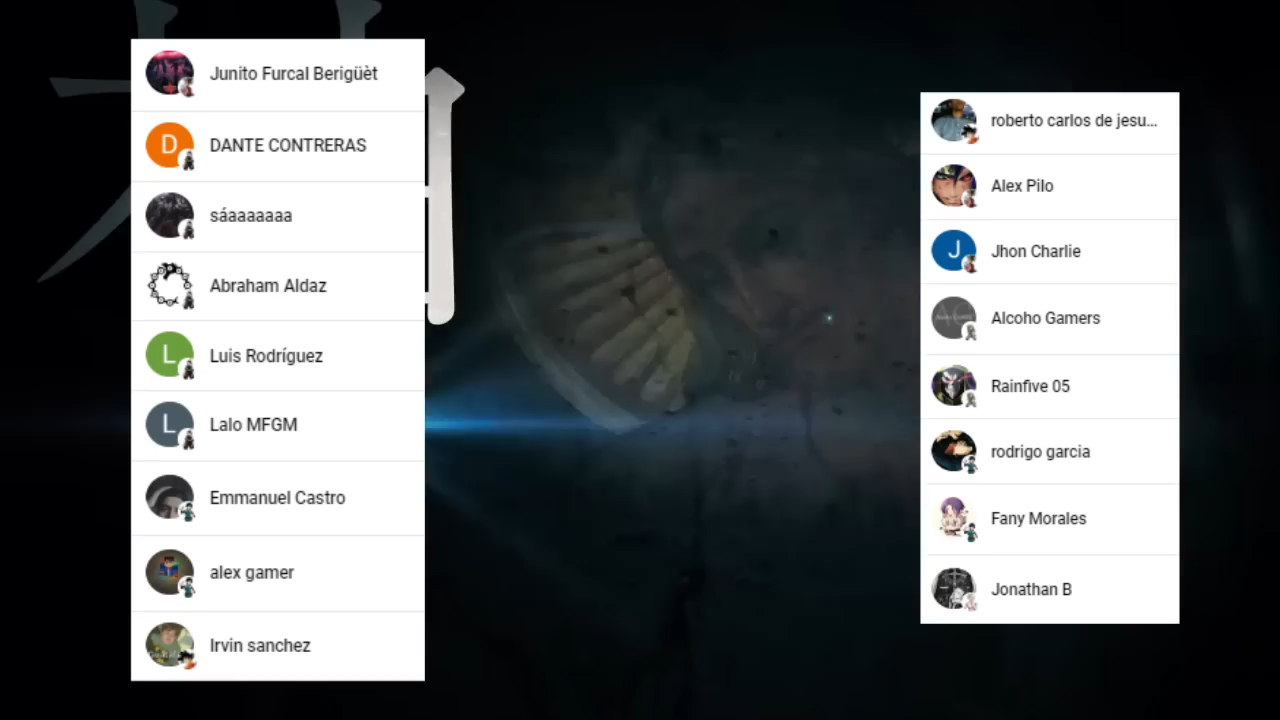 Junito Furcal Berigüèt
D
DANTE CONTRERAS
sáaaaaaaa
Abraham Aldaz
L
Luis Rodríguez
L
Lalo MFGM
Emmanuel Castro
alex gamer
Irvin sanchez
roberto carlos de jesu...
Alex Pilo
J
Jhon Charlie
Alcoho Gamers
Rainfive 05
rodrigo garcia
Fany Morales
Jonathan B